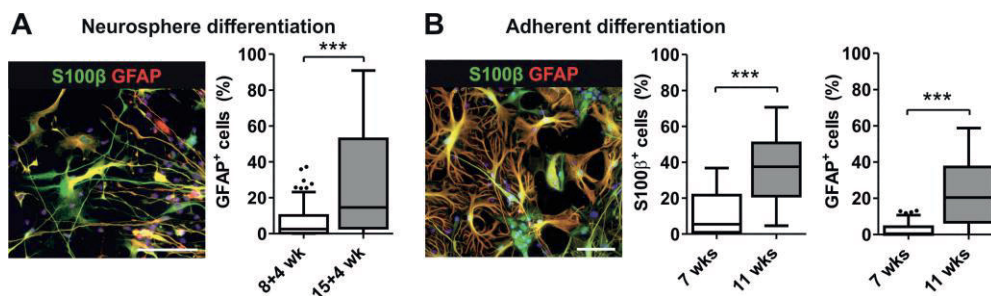 A Neurosphere differentiation
S100β GFAP
GFAP⁺ cells (%)
100
80
60
40
20
0
***
8+4 wk
15+4 wk
B Adherent differentiation
S100β GFAP
S100β⁺ cells (%)
100
80
60
40
20
0
***
7 wks
11 wks
GFAP⁺ cells (%)
100
80
60
40
20
0
***
7 wks
11 wks